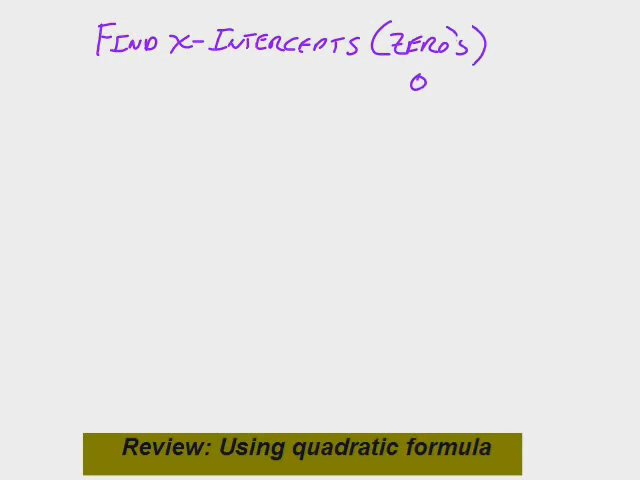 FIND X-INTERCEPTS (ZERO'S)
0
Review: Using quadratic formula